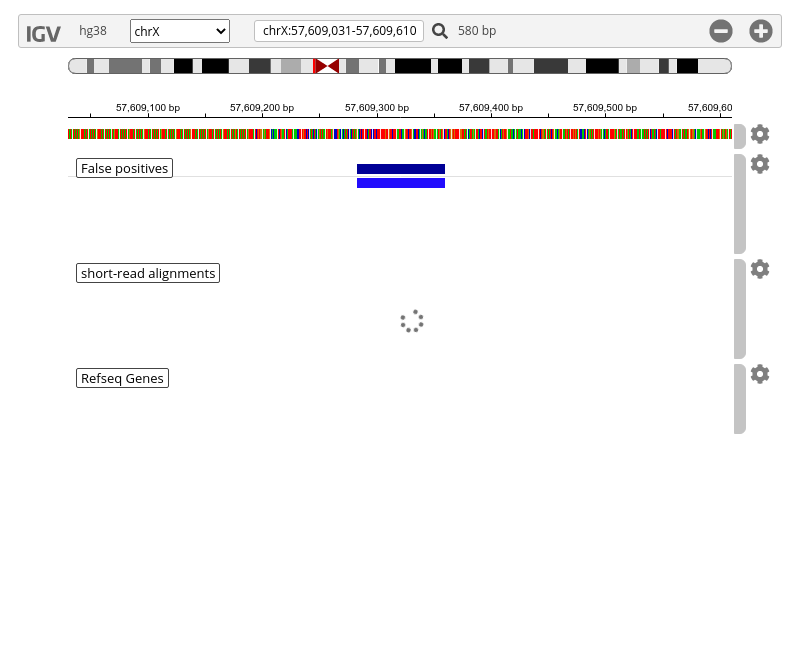 IGV hg38 chrX chrX:57,609,031-57,609,610 580 bp
57,609,100 bp 57,609,200 bp 57,609,300 bp 57,609,400 bp 57,609,500 bp 57,609,60
False positives
short-read alignments
Refseq Genes